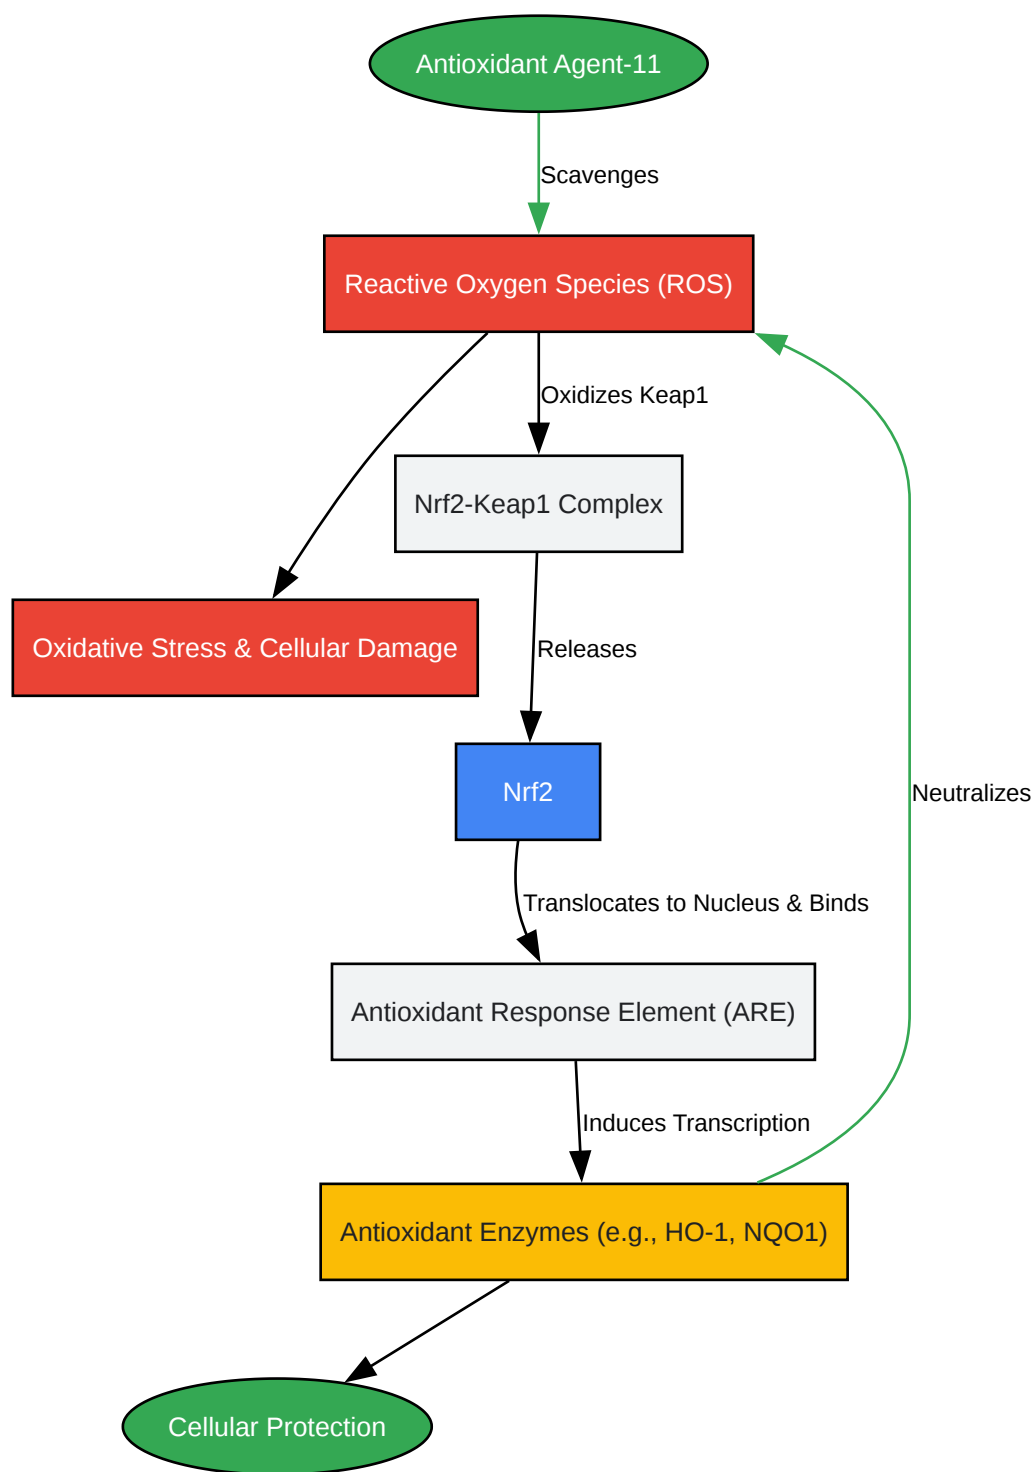 Antioxidant Agent-11
Scavenges
Reactive Oxygen Species (ROS)
Oxidizes Keap1
Nrf2-Keap1 Complex
Oxidative Stress & Cellular Damage
Releases
Nrf2
Neutralizes
Translocates to Nucleus & Binds
Antioxidant Response Element (ARE)
Induces Transcription
Antioxidant Enzymes (e.g., HO-1, NQO1)
Cellular Protection